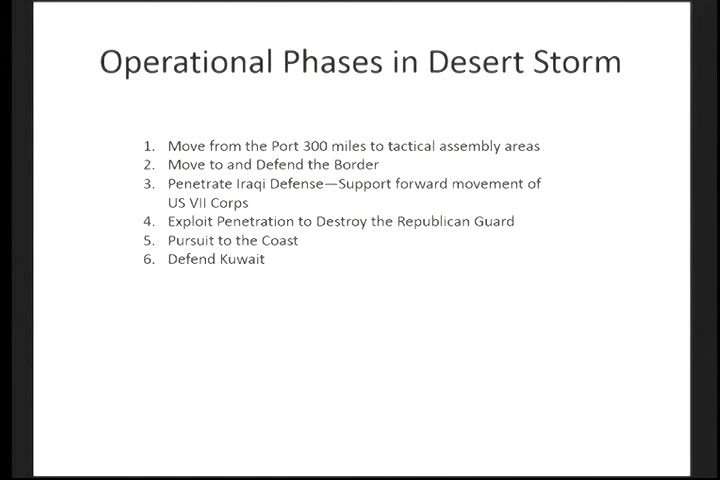 Operational Phases in Desert Storm
1. Move from the Port 300 miles to tactical assembly areas
2. Move to and Defend the Border
3. Penetrate Iraqi Defense—Support forward movement of
US VII Corps
4. Exploit Penetration to Destroy the Republican Guard
5. Pursuit to the Coast
6. Defend Kuwait